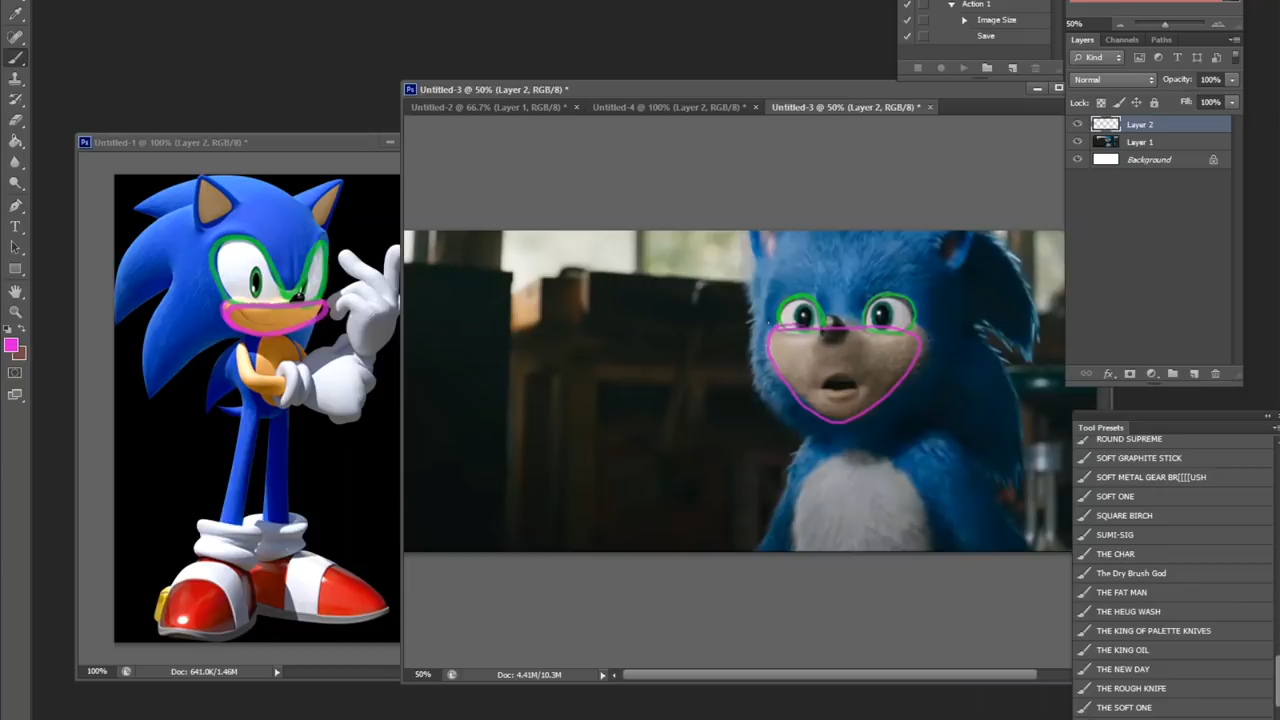 Action 1
Image Size
Save
50%
Layers Channels Paths
Kind
Normal Opacity: 100%
Lock: Fill: 100%
Layer 2
Layer 1
Background
Untitled-3 @ 50% (Layer 2, RGB/8) *
Untitled-2 @ 66.7% (Layer 1, RGB/8) * Untitled-4 @ 100% (Layer 2, RGB/8) * Untitled-3 @ 50% (Layer 2, RGB/8) *
Untitled-1 @ 100% (Layer 2, RGB/8) *
fx
Tool Presets
ROUND SUPREME
SOFT GRAPHITE STICK
SOFT METAL GEAR BR[[[[USH
SOFT ONE
SQUARE BIRCH
SUMI-SIG
THE CHAR
The Dry Brush God
THE FAT MAN
THE HEUG WASH
THE KING OF PALETTE KNIVES
THE KING OIL
THE NEW DAY
THE ROUGH KNIFE
THE SOFT ONE
100% Doc: 641.0K/1.46M
50% Doc: 4.41M/10.3M